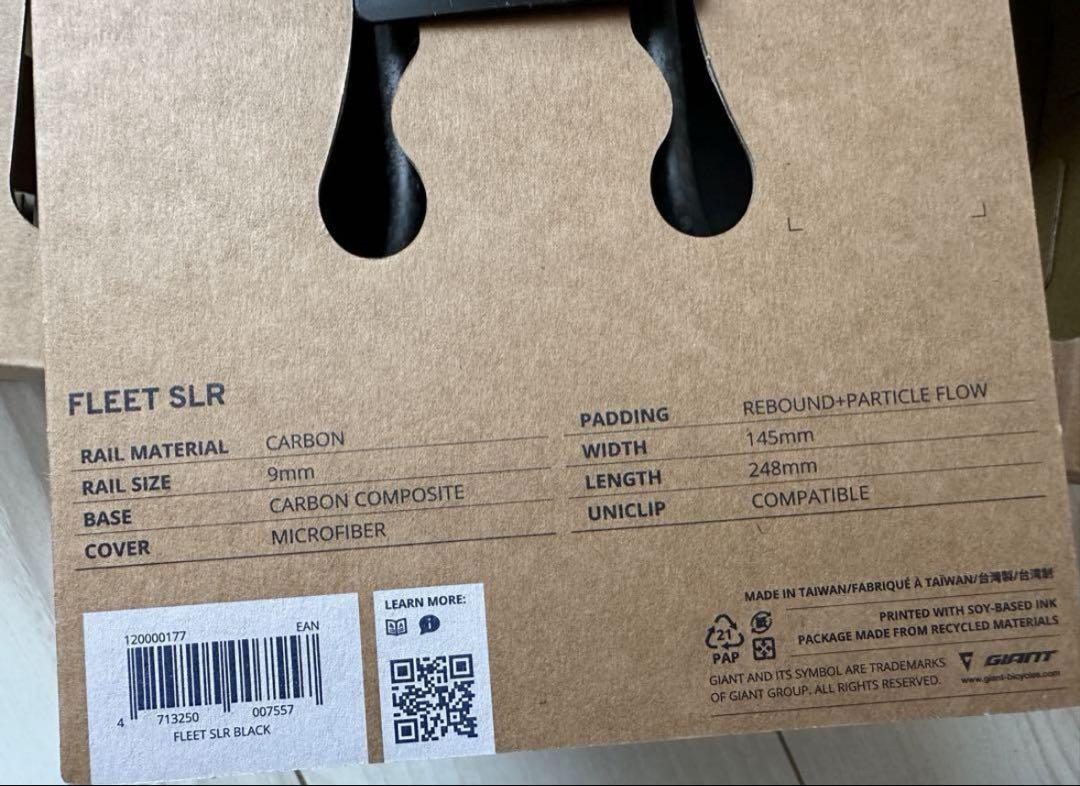 FLEET SLR
RAIL MATERIAL CARBON
RAIL SIZE 9mm
BASE CARBON COMPOSITE
COVER MICROFIBER
PADDING REBOUND+PARTICLE FLOW
WIDTH 145mm
LENGTH 248mm
UNICLIP COMPATIBLE
120000177 EAN
4 713250 007557
FLEET SLR BLACK
LEARN MORE:
MADE IN TAIWAN/FABRIQUÉ À TAÏWAN/台灣製/台湾制
PRINTED WITH SOY-BASED INK
PACKAGE MADE FROM RECYCLED MATERIALS
21
PAP
GIANT AND ITS SYMBOL ARE TRADEMARKS
OF GIANT GROUP. ALL RIGHTS RESERVED.
GIANT
www.giant-bicycles.com